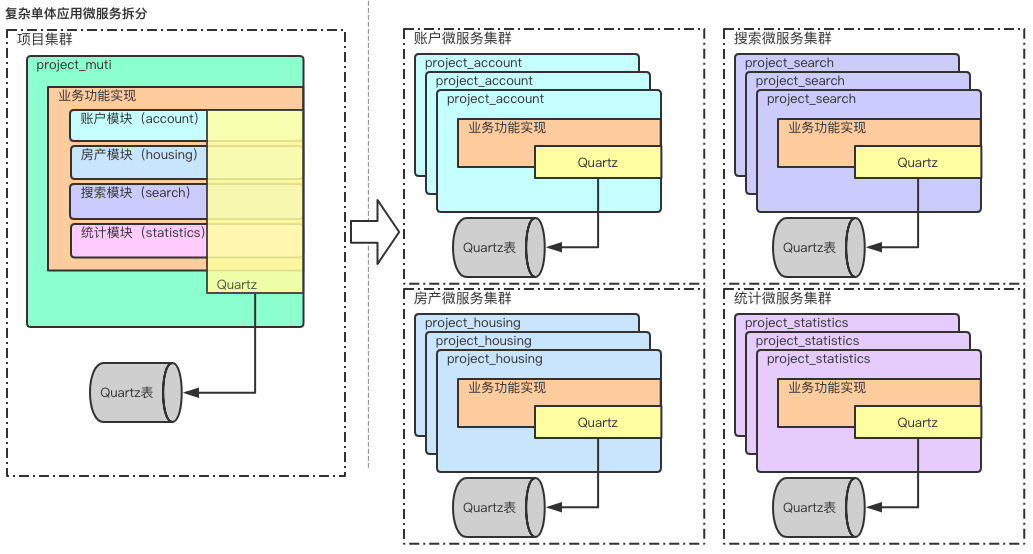 复杂单体应用微服务拆分
项目集群
project_muti
业务功能实现
账户模块（account）
房产模块（housing）
搜索模块（search）
统计模块（statistics）
Quartz
Quartz表
账户微服务集群
project_account
project_account
project_account
业务功能实现
Quartz
Quartz表
搜索微服务集群
project_search
project_search
project_search
业务功能实现
Quartz
Quartz表
房产微服务集群
project_housing
project_housing
project_housing
业务功能实现
Quartz
Quartz表
统计微服务集群
project_statistics
project_statistics
project_statistics
业务功能实现
Quartz
Quartz表